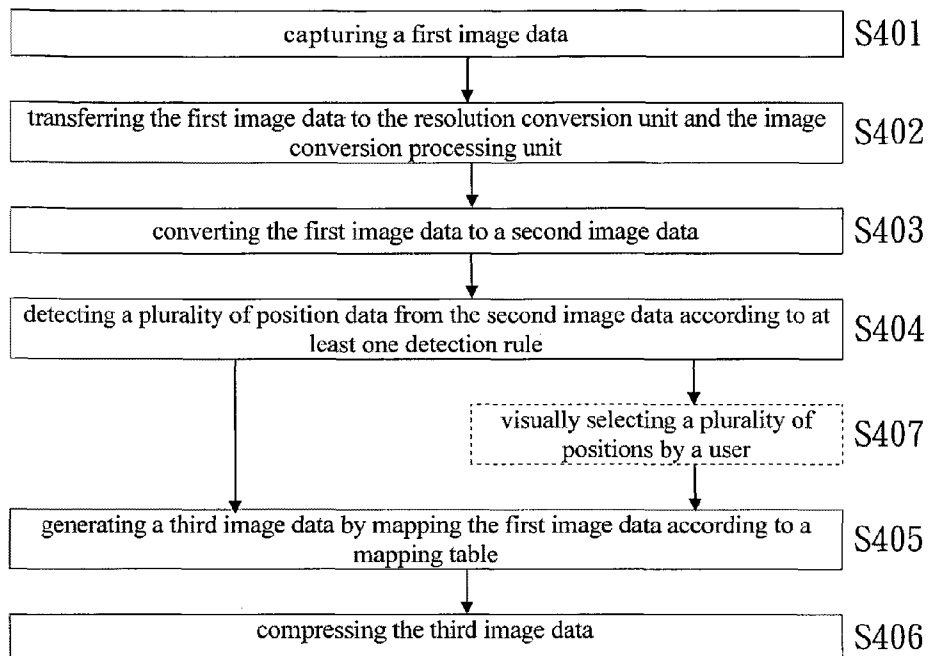 capturing a first image data
S401
transferring the first image data to the resolution conversion unit and the image
conversion processing unit
S402
converting the first image data to a second image data
S403
detecting a plurality of position data from the second image data according to at
least one detection rule
S404
visually selecting a plurality of
positions by a user
S407
generating a third image data by mapping the first image data according to a
mapping table
S405
compressing the third image data
S406